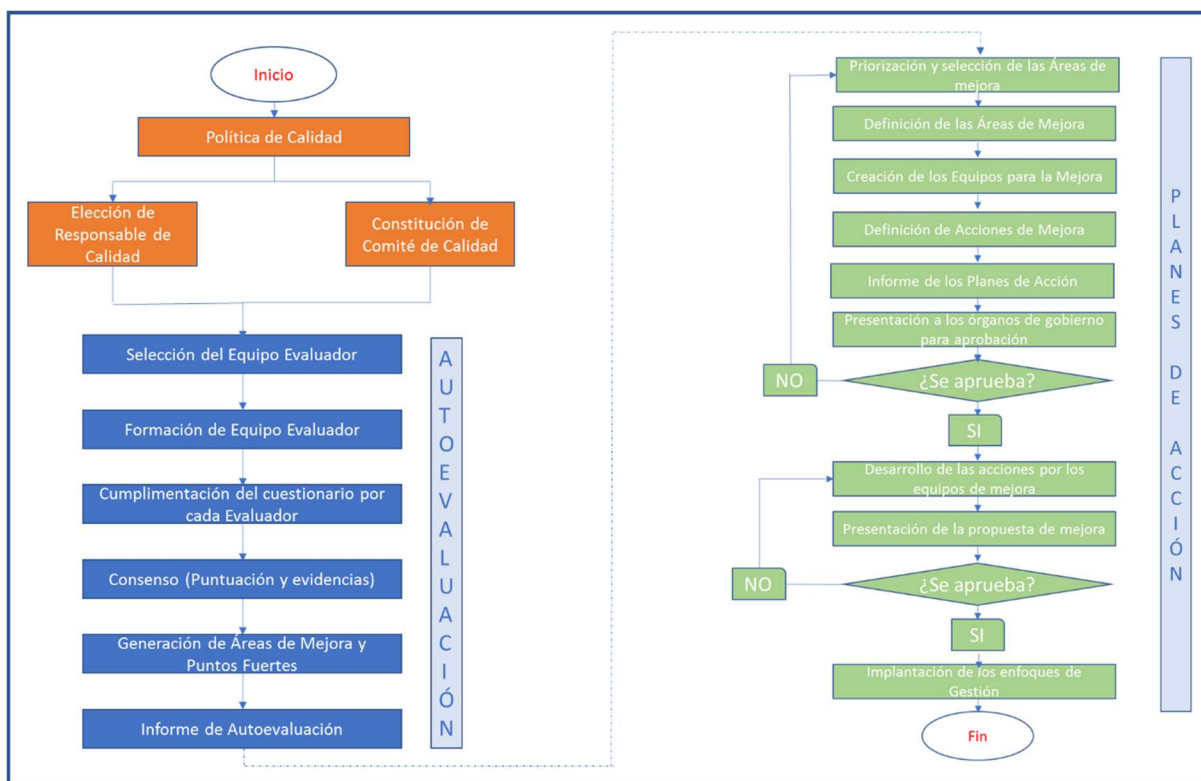 Inicio
Política de Calidad
Elección de
Responsable de
Calidad
Constitución de
Comité de Calidad
Selección del Equipo Evaluador
Formación de Equipo Evaluador
Cumplimentación del cuestionario por
cada Evaluador
Consenso (Puntuación y evidencias)
Generación de Áreas de Mejora y
Puntos Fuertes
Informe de Autoevaluación
AUTOEVALUACIÓN
Priorización y selección de las Áreas de
mejora
Definición de las Áreas de Mejora
Creación de los Equipos para la Mejora
Definición de Acciones de Mejora
Informe de los Planes de Acción
Presentación a los órganos de gobierno
para aprobación
¿Se aprueba?
NO
SI
Desarrollo de las acciones por los
equipos de mejora
Presentación de la propuesta de mejora
¿Se aprueba?
NO
SI
Implantación de los enfoques de
Gestión
Fin
PLANES DE ACCIÓN